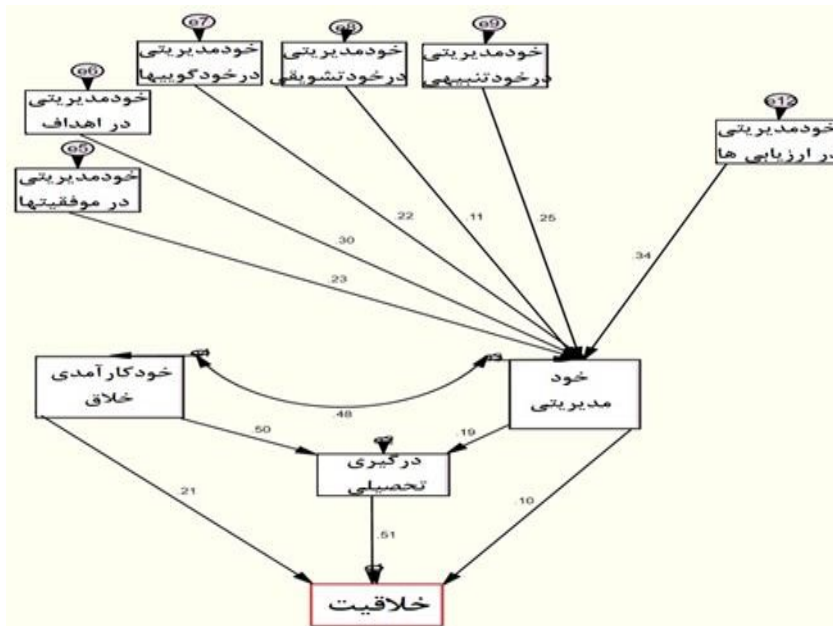 e7
e8
e9
خودمدیریتی
درخودگوییها
خودمدیریتی
درخودتشویقی
خودمدیریتی
درخودتنبیهی
e6
خودمدیریتی
در اهداف
e12
خودمدیریتی
در ارزیابی ها
e5
خودمدیریتی
در موفقیتها
.22
.11
.25
.30
.34
.23
خودکارآمدی
خلاق
خود
مدیریتی
.48
.50
.19
درگیری
تحصیلی
.21
.10
.51
خلاقیت